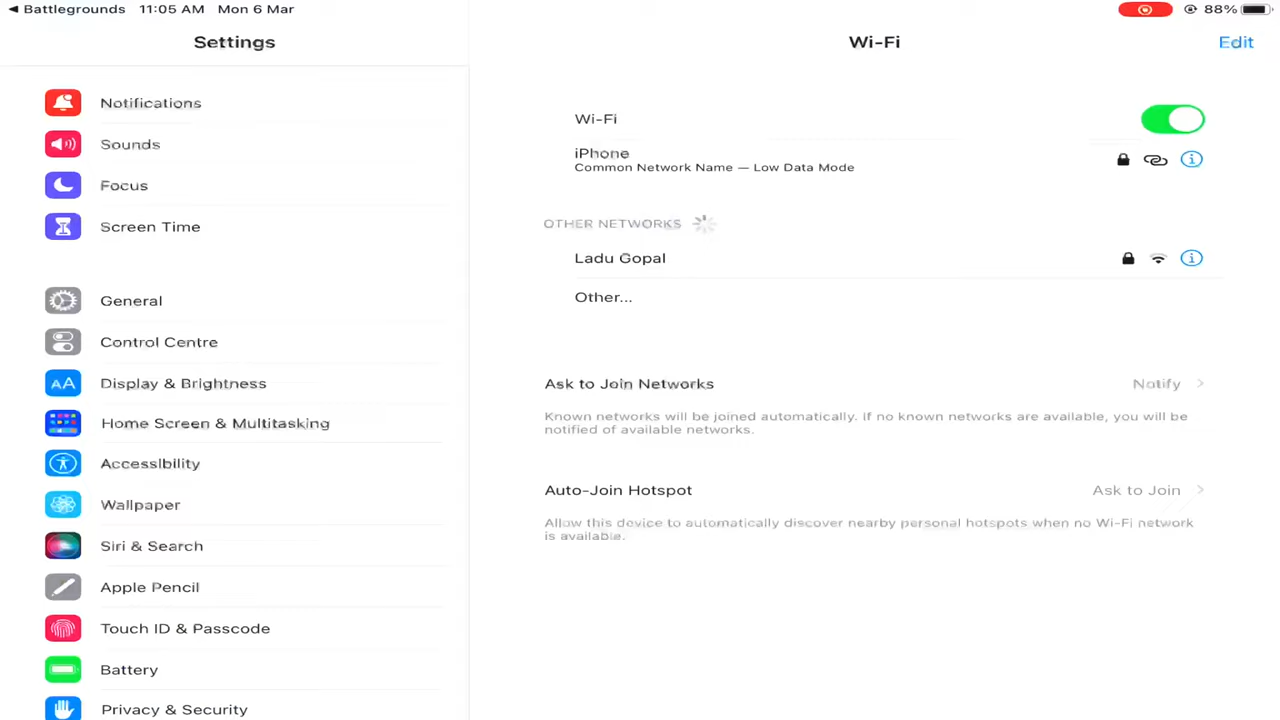 ◀ Battlegrounds 11:05 AM Mon 6 Mar
88%
Settings
Notifications
Sounds
Focus
Screen Time
General
Control Centre
Display & Brightness
Home Screen & Multitasking
Accessibility
Wallpaper
Siri & Search
Apple Pencil
Touch ID & Passcode
Battery
Privacy & Security
Wi-Fi
Edit
Wi-Fi
iPhone
Common Network Name — Low Data Mode
OTHER NETWORKS
Ladu Gopal
Other...
Ask to Join Networks Notify
Known networks will be joined automatically. If no known networks are available, you will be
notified of available networks.
Auto-Join Hotspot Ask to Join
Allow this device to automatically discover nearby personal hotspots when no Wi-Fi network
is available.